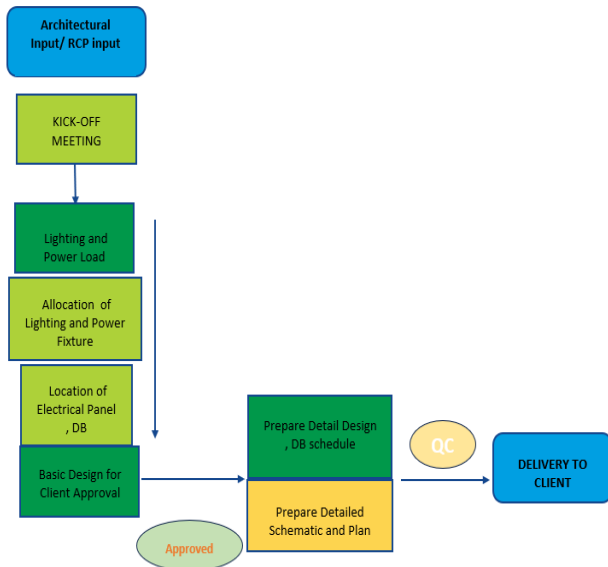 Architectural
Input/ RCP input
KICK-OFF
MEETING
Lighting and
Power Load
Allocation of
Lighting and Power
Fixture
Location of
Electrical Panel
, DB
Basic Design for
Client Approval
Approved
Prepare Detail Design
, DB schedule
Prepare Detailed
Schematic and Plan
QC
DELIVERY TO
CLIENT